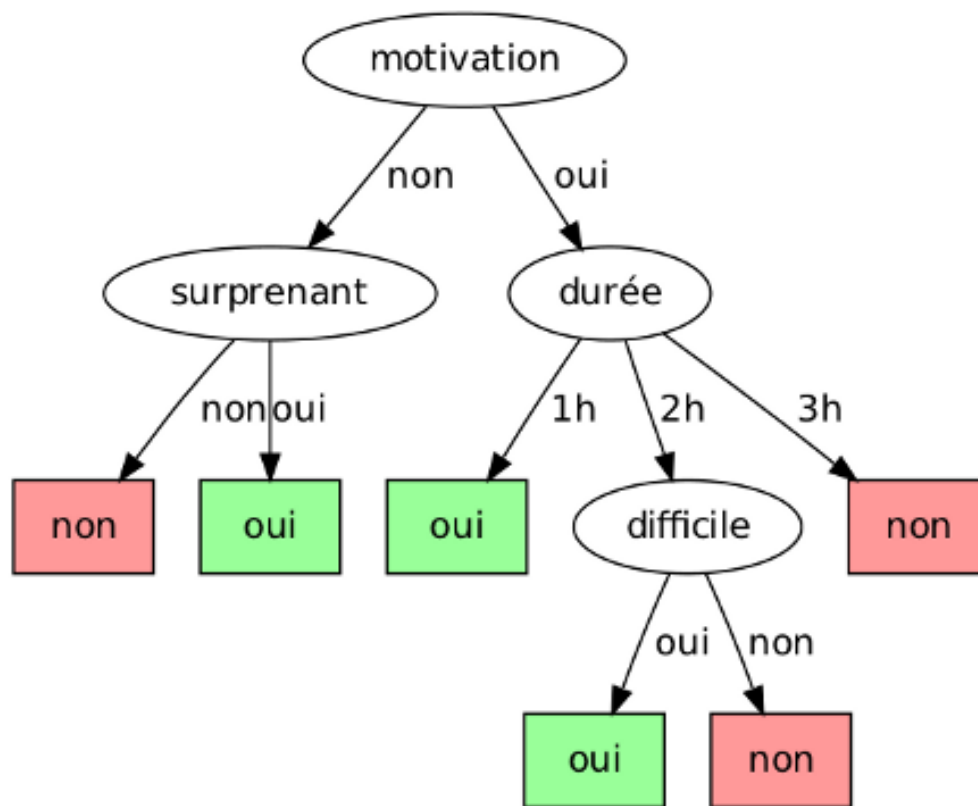 motivation
non oui
surprenant durée
non oui 1h 2h 3h
non oui oui difficile non
oui non
oui non